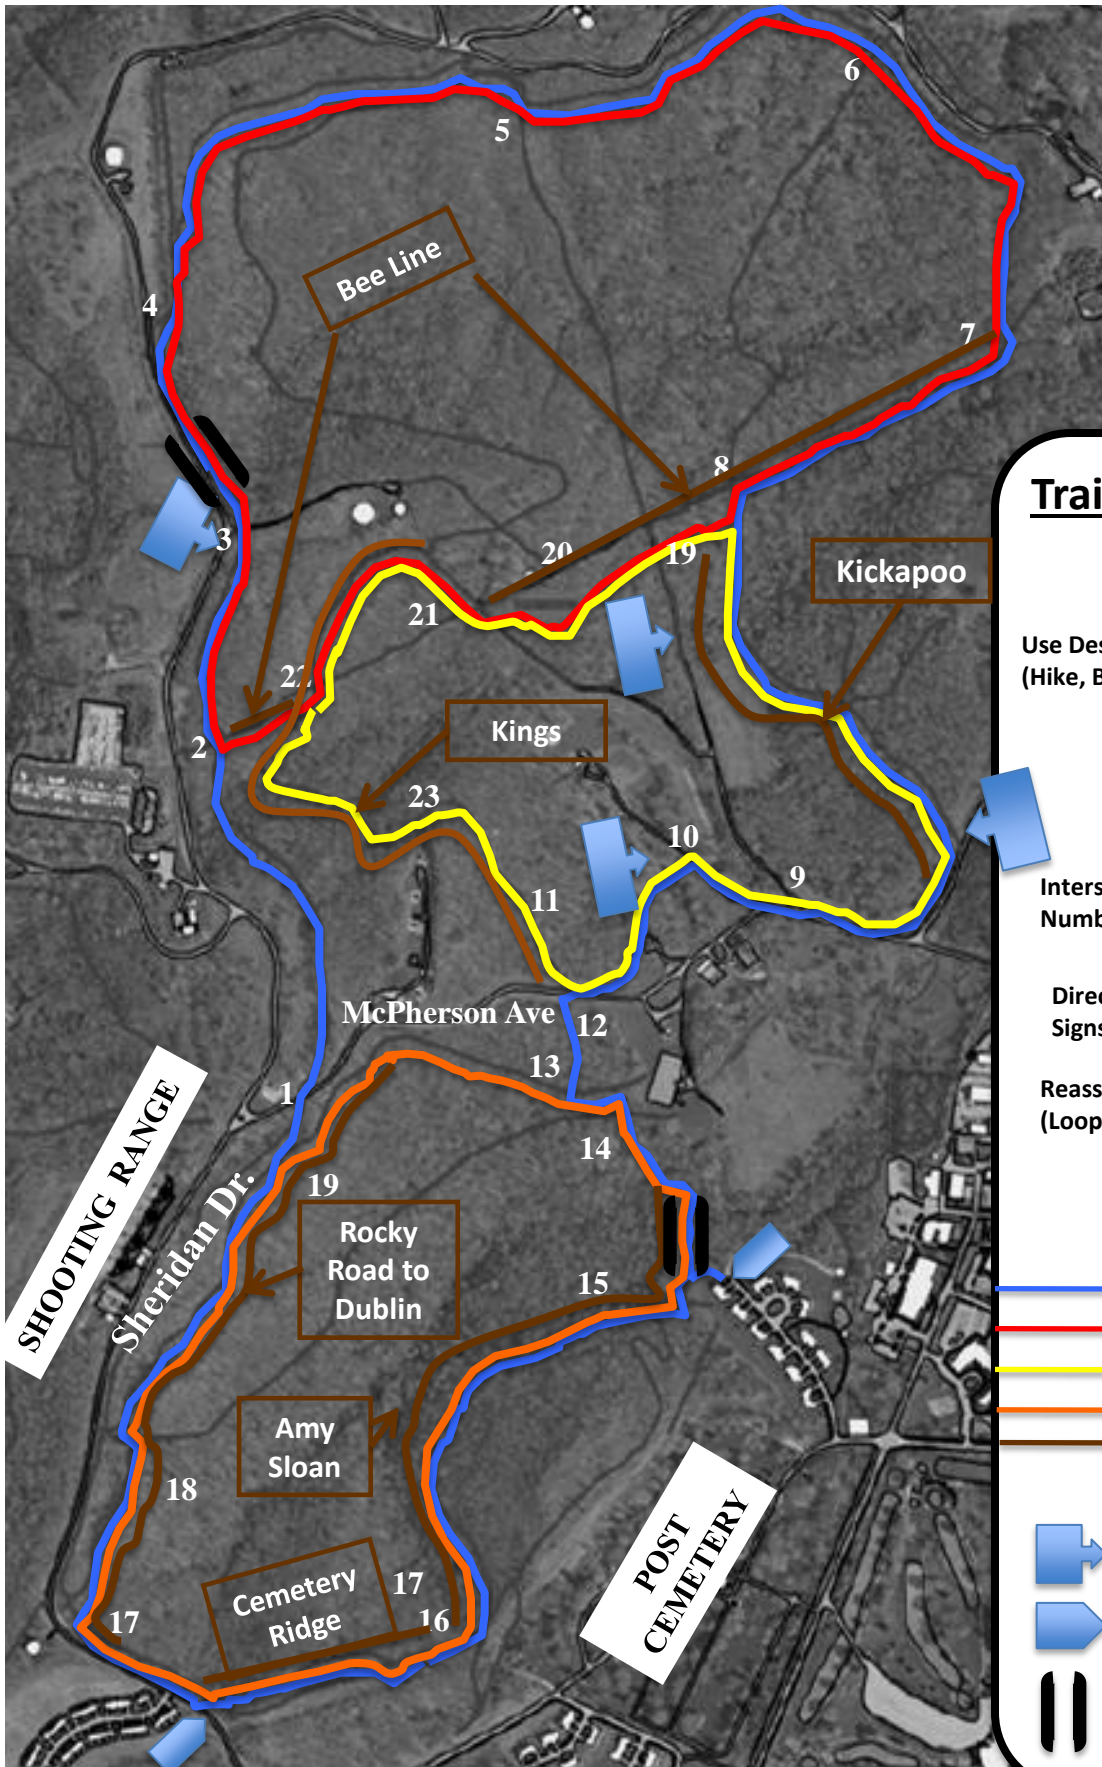 6
5
Bee Line
4
7
8
3
20
19
Kickapoo
21
22
Kings
2
23
10
9
11
McPherson Ave
12
13
1
14
19
SHOOTING RANGE
Sheridan Dr.
Rocky
Road to
Dublin
15
Amy
Sloan
18
POST
CEMETERY
Cemetery
Ridge
17
16
17
Trai
Use Des
(Hike, B
Inters
Numb
Direc
Signs
Reass
(Loop